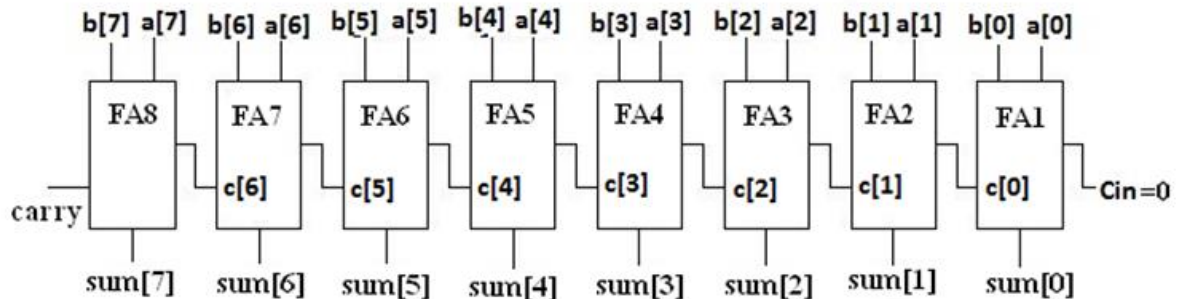 b[7] a[7] b[6] a[6] b[5] a[5] b[4] a[4] b[3] a[3] b[2] a[2] b[1] a[1] b[0] a[0]
FA8 FA7 FA6 FA5 FA4 FA3 FA2 FA1
c[6] c[5] c[4] c[3] c[2] c[1] c[0] Cin=0
carry
sum[7] sum[6] sum[5] sum[4] sum[3] sum[2] sum[1] sum[0]